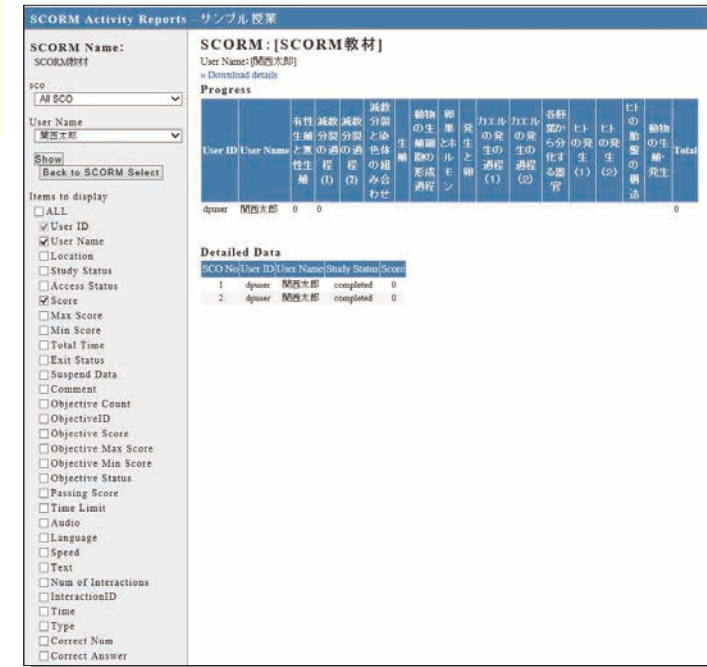 SCORM Activity Reports - サンプル授業
SCORM Name:
SCORM教材
sco
All SCO
User Name
関西太郎
Show
Back to SCORM Select
Items to display
ALL
User ID
User Name
Location
Study Status
Access Status
Score
Max Score
Min Score
Total Time
Exit Status
Suspend Data
Comment
Objective Count
ObjectiveID
Objective Score
Objective Max Score
Objective Min Score
Objective Status
Passing Score
Time Limit
Audio
Language
Speed
Text
Num of Interactions
InteractionID
Time
Type
Correct Num
Correct Answer
SCORM:[SCORM教材]
User Name:[関西太郎]
» Download details
Progress
User ID
User Name
有性
生殖
と無
性生
殖
減数
分裂
の過
程
(1)
減数
分裂
の過
程
(2)
減数
分裂
と染
色体
の組
み合
わせ
生
殖
動物
の生
殖細
胞の
形成
過程
卵
巣
とホ
ル
モ
ン
発
生
と
卵
カエル
の発
生の
過程
(1)
カエル
の発
生の
過程
(2)
各胚
葉か
ら分
化す
る器
官
ヒト
の発
生
(1)
ヒト
の発
生
(2)
ヒト
の
胎
盤
の
構
造
動物
の生
殖・
発生
Total
dpuser 関西太郎 0 0 0
Detailed Data
SCO No User ID User Name Study Status Score
1 dpuser 関西太郎 completed 0
2 dpuser 関西太郎 completed 0